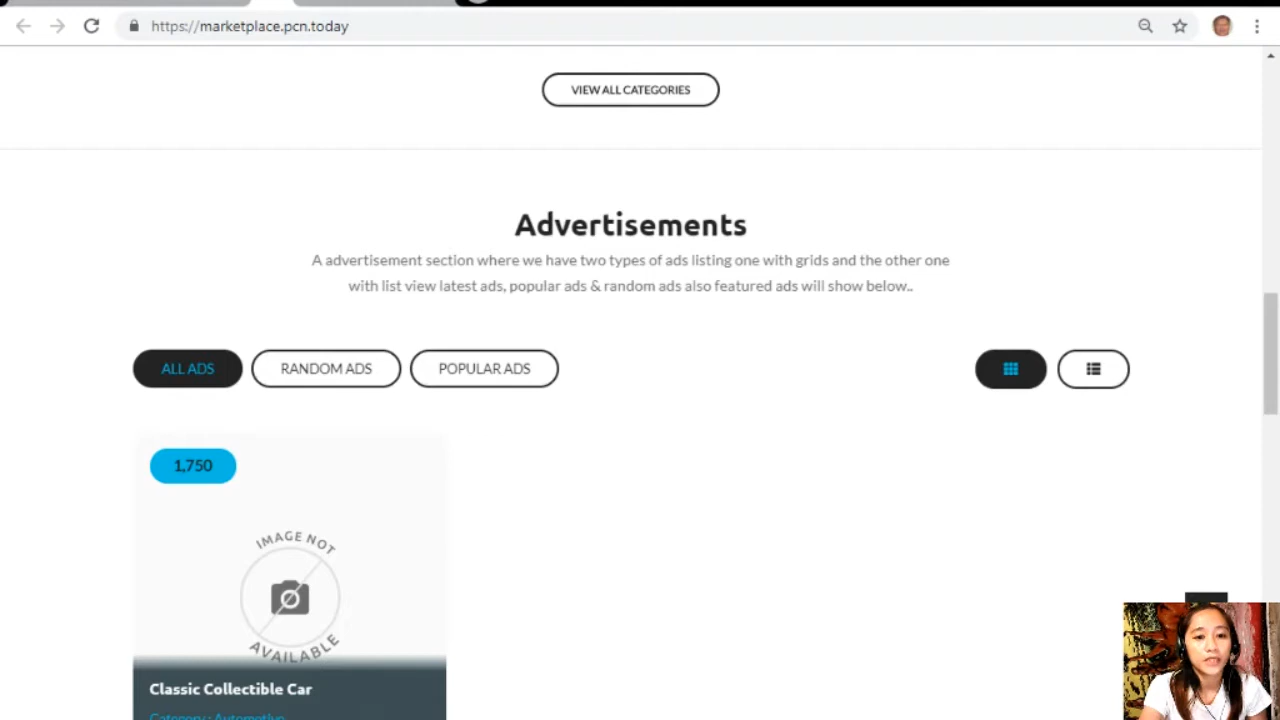 https://marketplace.pcn.today
VIEW ALL CATEGORIES
Advertisements
A advertisement section where we have two types of ads listing one with grids and the other one
with list view latest ads, popular ads & random ads also featured ads will show below..
ALL ADS RANDOM ADS POPULAR ADS
1,750
IMAGE NOT
AVAILABLE
Classic Collectible Car
Category : Automotive